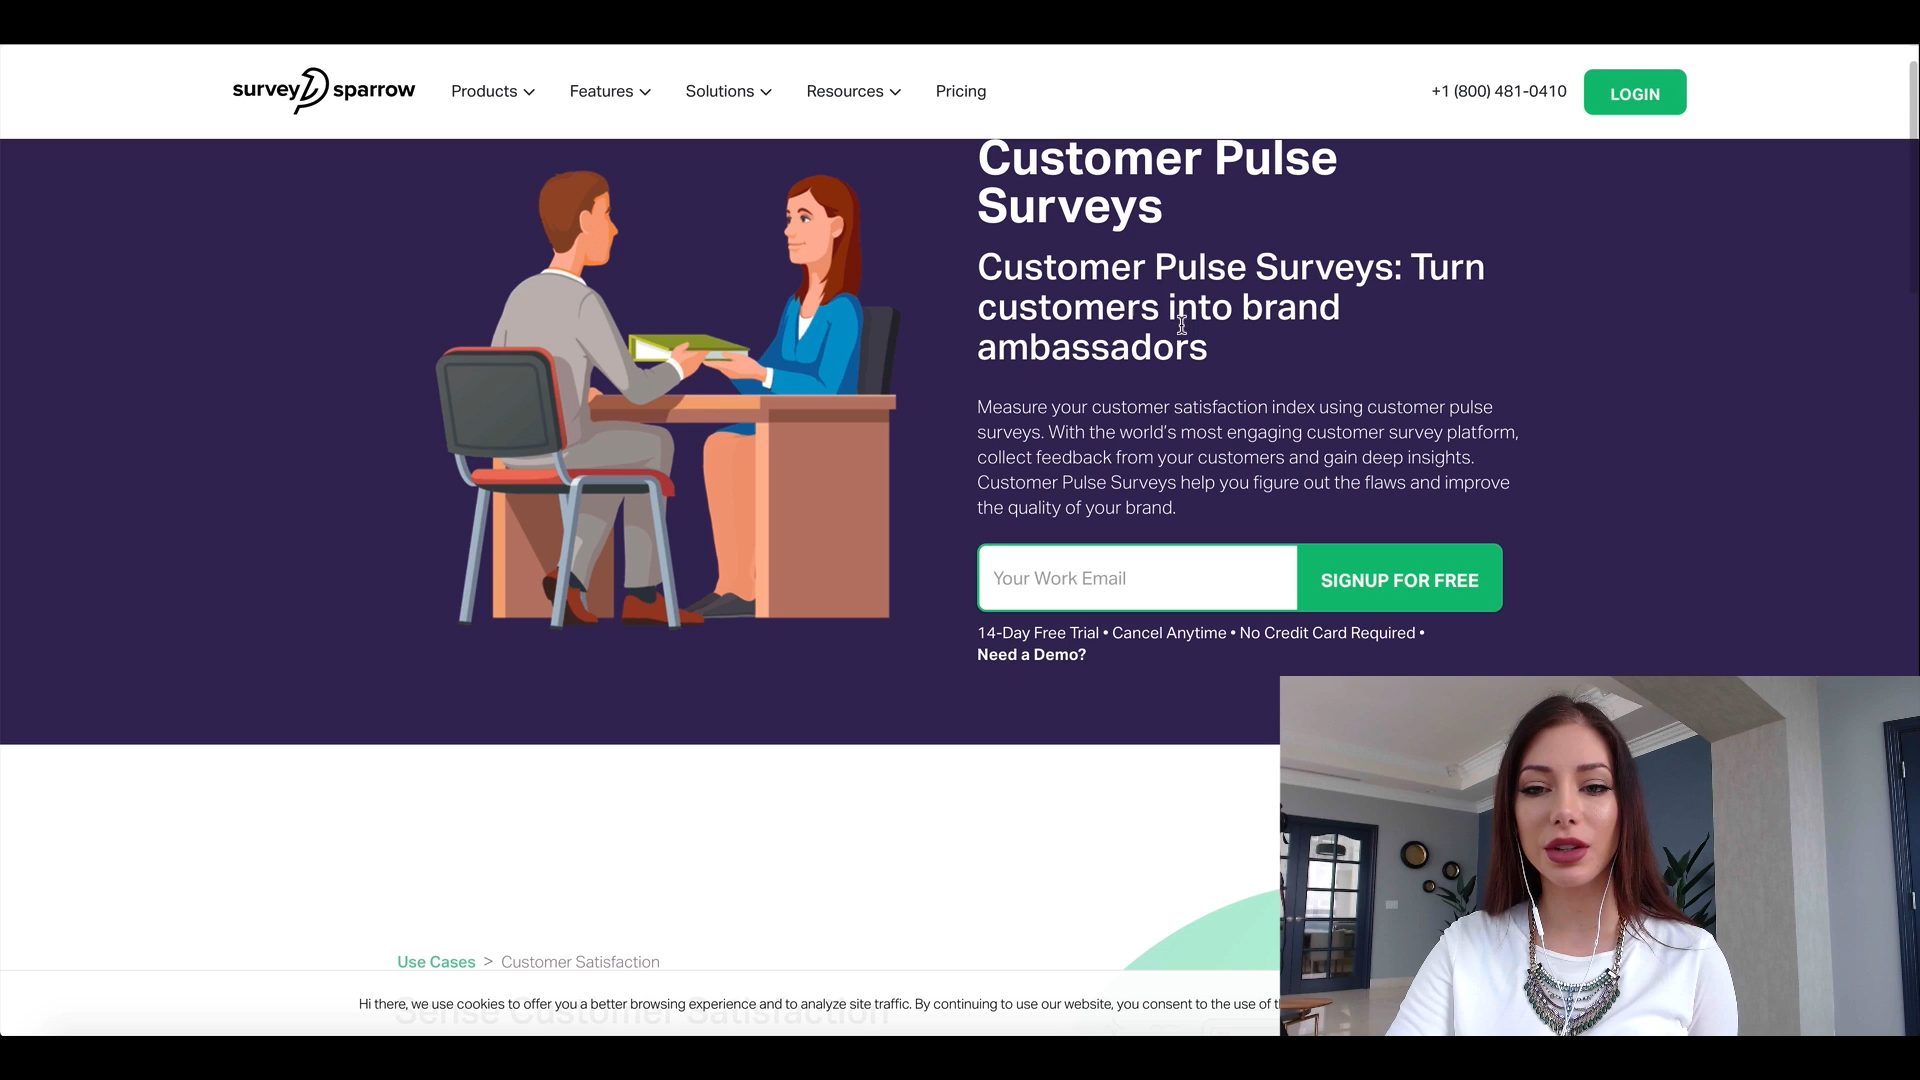 surveysparrow
Products
Features
Solutions
Resources
Pricing
+1 (800) 481-0410
LOGIN
Customer Pulse
Surveys
Customer Pulse Surveys: Turn
customers into brand
ambassadors
Measure your customer satisfaction index using customer pulse
surveys. With the world's most engaging customer survey platform,
collect feedback from your customers and gain deep insights.
Customer Pulse Surveys help you figure out the flaws and improve
the quality of your brand.
Your Work Email
SIGNUP FOR FREE
14-Day Free Trial • Cancel Anytime • No Credit Card Required •
Need a Demo?
Use Cases > Customer Satisfaction
Hi there, we use cookies to offer you a better browsing experience and to analyze site traffic. By continuing to use our website, you consent to the use of
Sense Customer Satisfaction